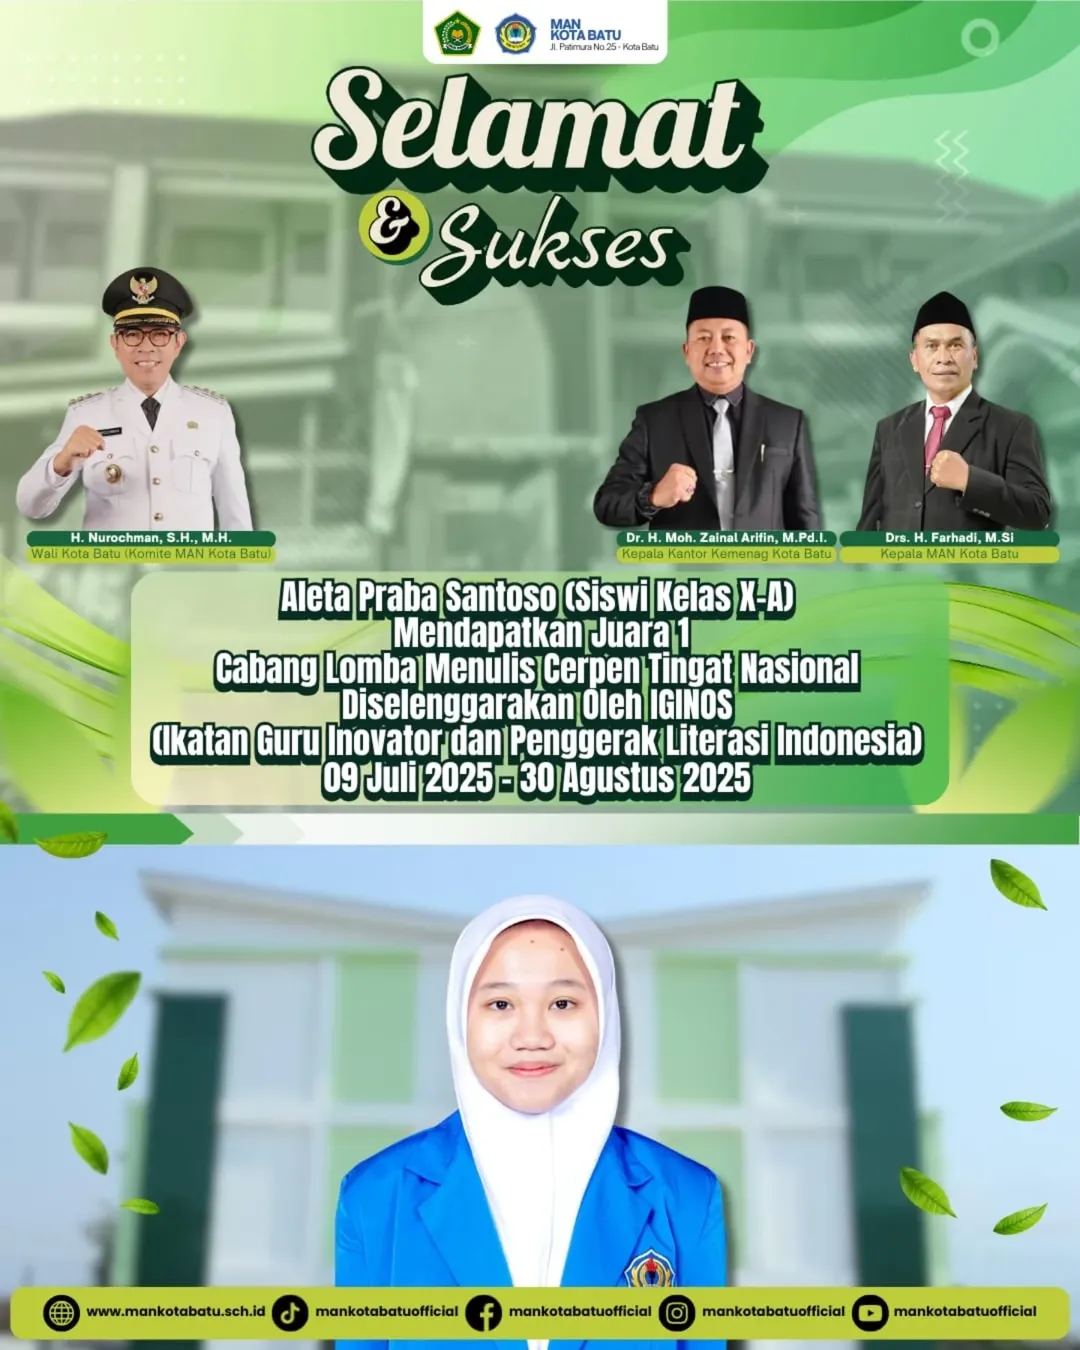 MAN
KOTA BATU
Jl. Patimura No.25 - Kota Batu
Selamat
& Sukses
H. Nurochman, S.H., M.H.
Wali Kota Batu (Komite MAN Kota Batu)
Dr. H. Moh. Zainal Arifin, M.Pd.I.
Kepala Kantor Kemenag Kota Batu
Drs. H. Farhadi, M.Si
Kepala MAN Kota Batu
Aleta Praba Santoso (Siswi Kelas X-A)
Mendapatkan Juara 1
Cabang Lomba Menulis Cerpen Tingat Nasional
Diselenggarakan Oleh IGINOS
(Ikatan Guru Inovator dan Penggerak Literasi Indonesia)
09 Juli 2025 - 30 Agustus 2025
www.mankotabatu.sch.id mankotabatuofficial mankotabatuofficial mankotabatuofficial mankotabatuofficial